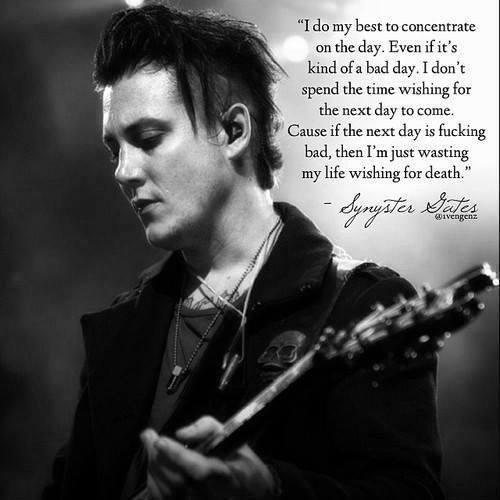 “I do my best to concentrate
on the day. Even if it’s
kind of a bad day. I don’t
spend the time wishing for
the next day to come.
Cause if the next day is fucking
bad, then I’m just wasting
my life wishing for death.”
- Synyster Gates
@1vengenz